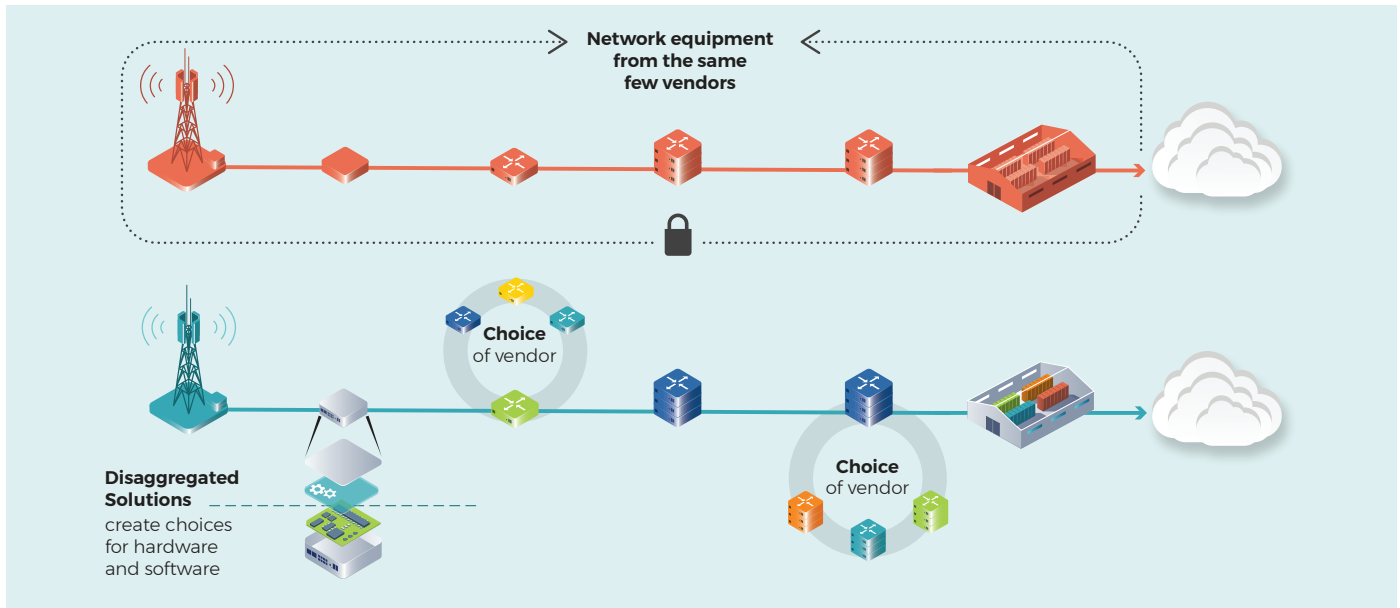 Network equipment
from the same
few vendors
Choice
of vendor
Disaggregated
Solutions
create choices
for hardware
and software
Choice
of vendor